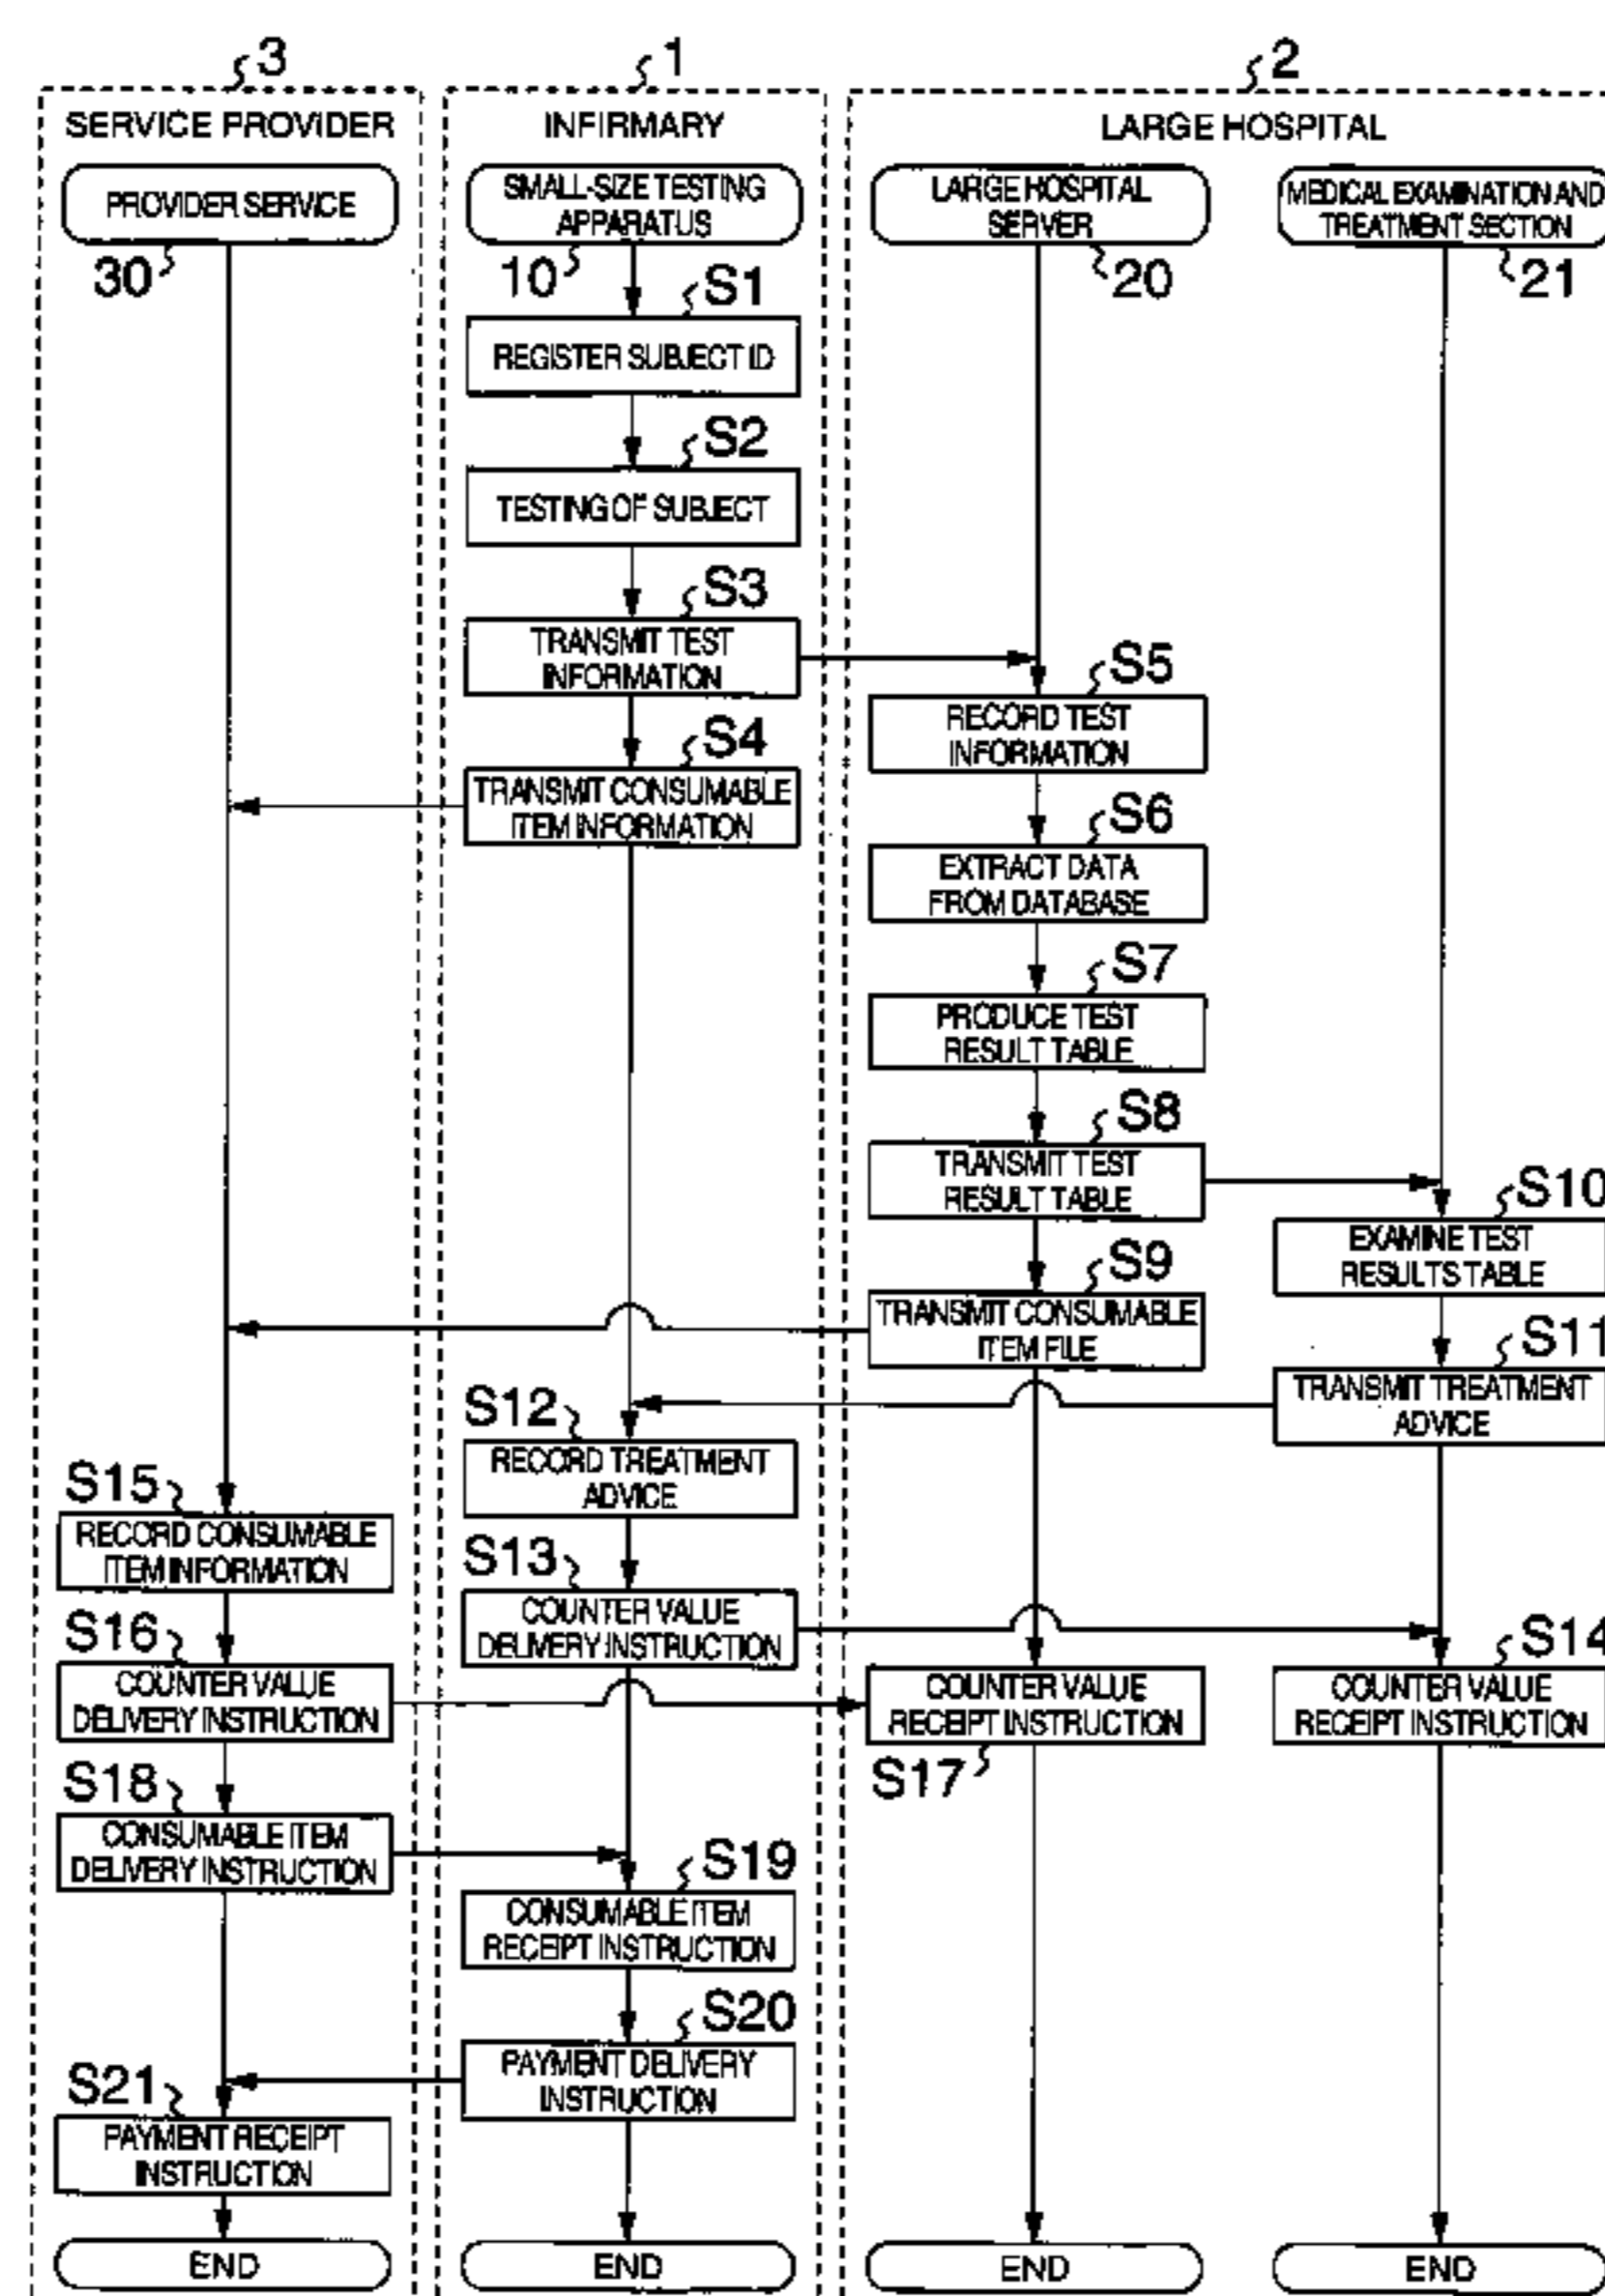 3
1
2
SERVICE PROVIDER
INFIRMARY
LARGE HOSPITAL
PROVIDER SERVICE
30
SMALL-SIZE TESTING
APPARATUS
10
LARGE HOSPITAL
SERVER
20
MEDICAL EXAMINATION AND
TREATMENT SECTION
21
S1
REGISTER SUBJECT ID
S2
TESTING OF SUBJECT
S3
TRANSMIT TEST
INFORMATION
S4
TRANSMIT CONSUMABLE
ITEM INFORMATION
S5
RECORD TEST
INFORMATION
S6
EXTRACT DATA
FROM DATABASE
S7
PRODUCE TEST
RESULT TABLE
S8
TRANSMIT TEST
RESULT TABLE
S9
TRANSMIT CONSUMABLE
ITEM FILE
S10
EXAMINE TEST
RESULTS TABLE
S11
TRANSMIT TREATMENT
ADVICE
S12
RECORD TREATMENT
ADVICE
S13
COUNTER VALUE
DELIVERY INSTRUCTION
S14
COUNTER VALUE
RECEIPT INSTRUCTION
S15
RECORD CONSUMABLE
ITEM INFORMATION
S16
COUNTER VALUE
DELIVERY INSTRUCTION
COUNTER VALUE
RECEIPT INSTRUCTION
S17
S18
CONSUMABLE ITEM
DELIVERY INSTRUCTION
S19
CONSUMABLE ITEM
RECEIPT INSTRUCTION
S20
PAYMENT DELIVERY
INSTRUCTION
S21
PAYMENT RECEIPT
INSTRUCTION
END
END
END
END